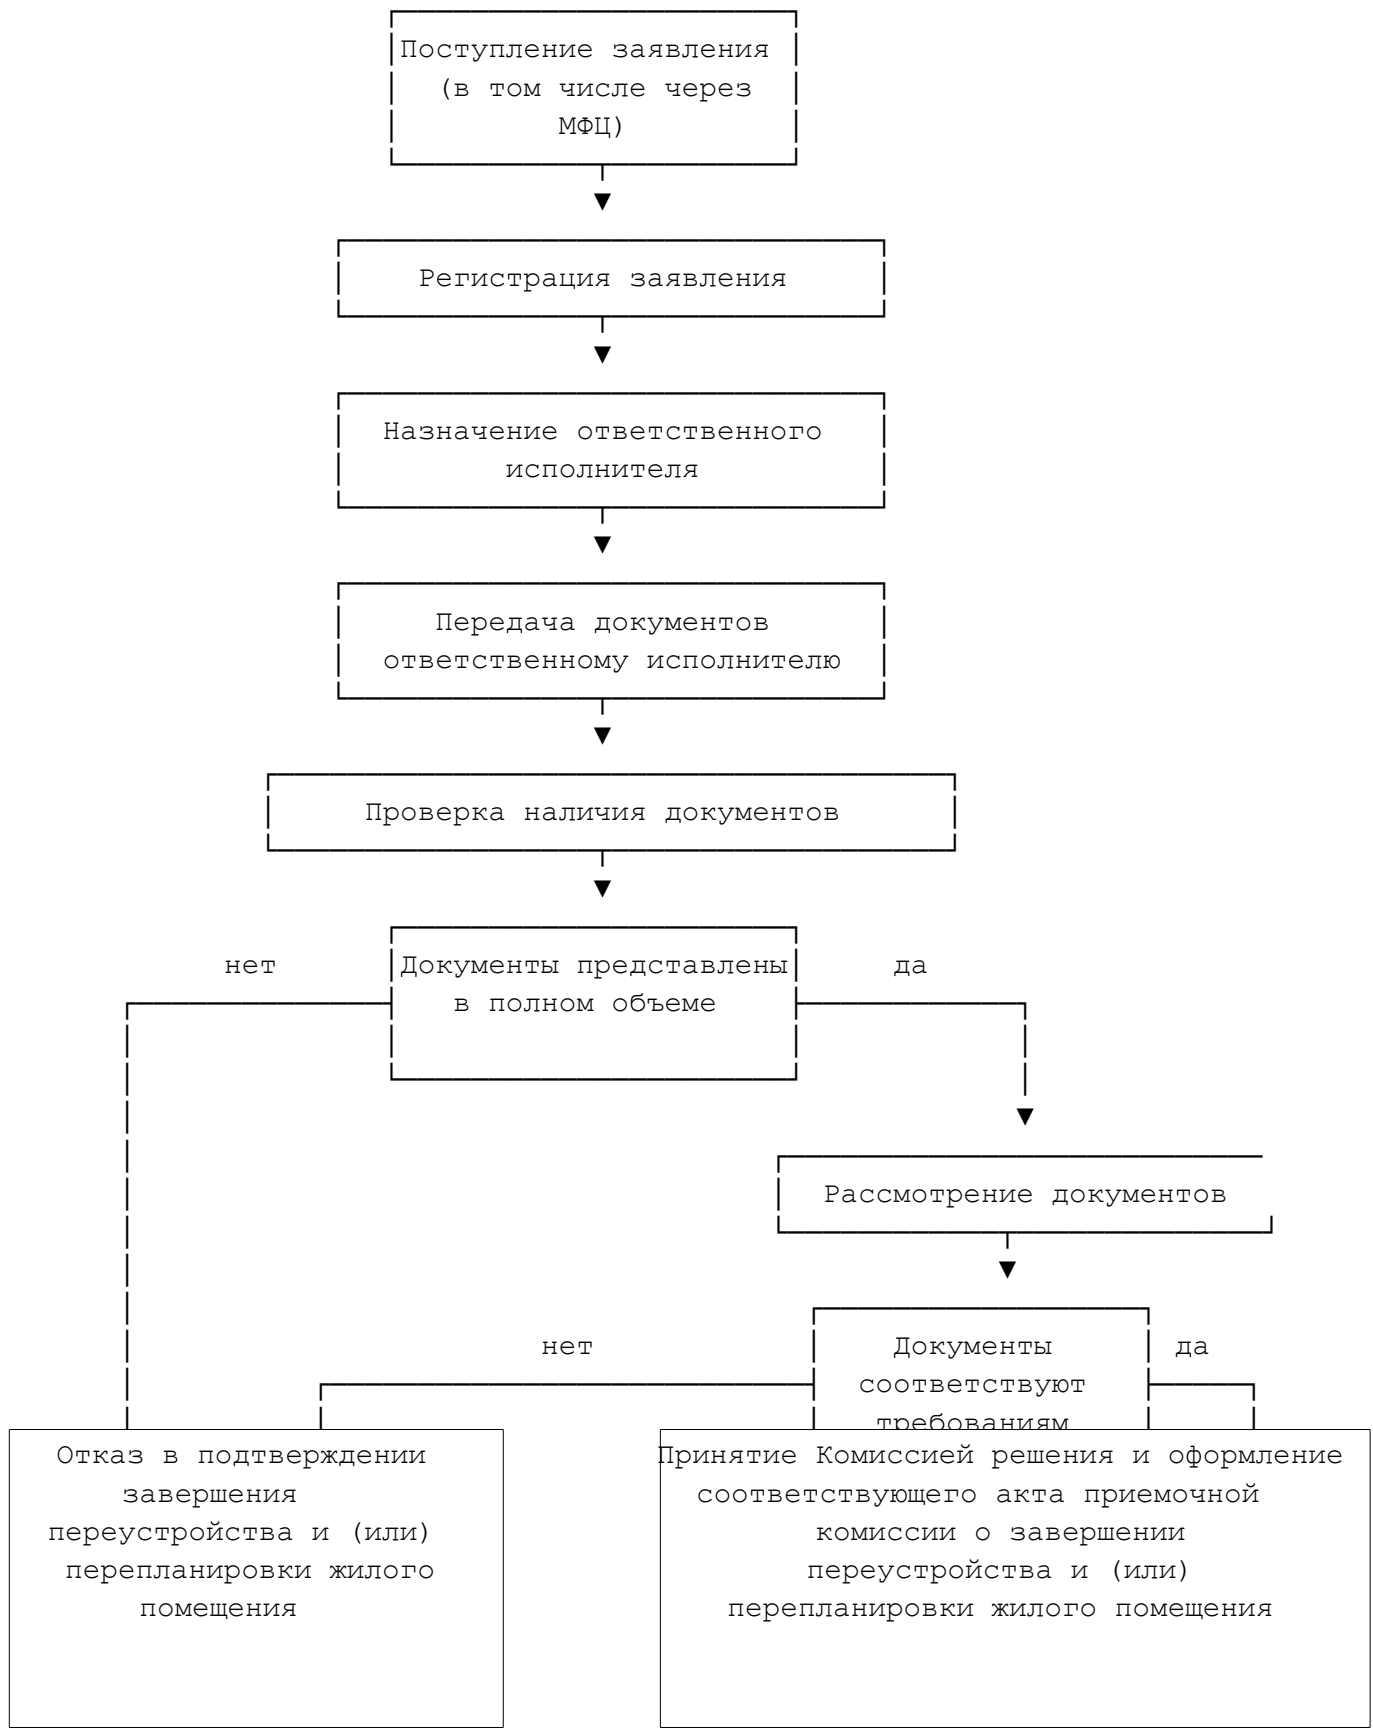 Поступление заявления
(в том числе через
МФЦ)
Регистрация заявления
Назначение ответственного
исполнителя
Передача документов
ответственному исполнителю
Проверка наличия документов
нет
Документы представлены
в полном объеме
да
Рассмотрение документов
нет
Документы
соответствуют
требованиям
да
Отказ в подтверждении
завершения
переустройства и (или)
перепланировки жилого
помещения
Принятие Комиссией решения и оформление
соответствующего акта приемочной
комиссии о завершении
переустройства и (или)
перепланировки жилого помещения